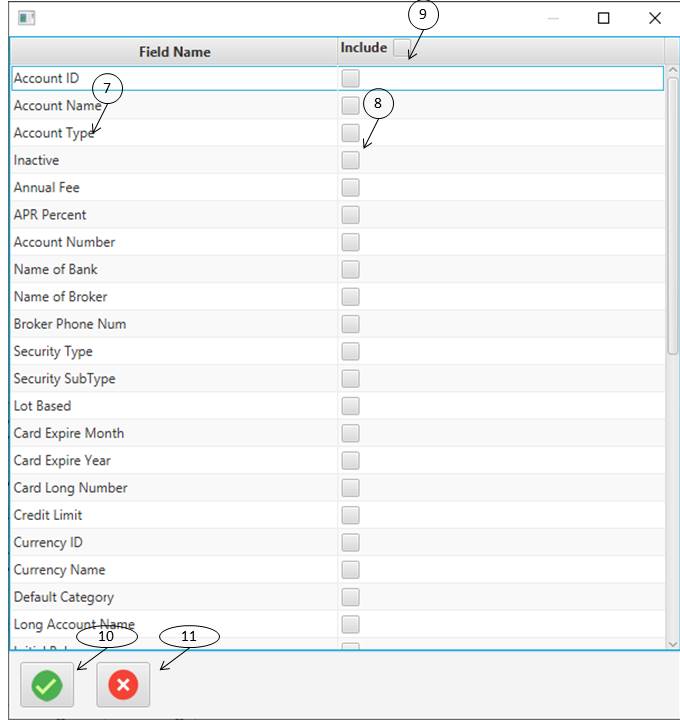 9
Field Name Include
Account ID
7
Account Name
8
Account Type
Inactive
Annual Fee
APR Percent
Account Number
Name of Bank
Name of Broker
Broker Phone Num
Security Type
Security SubType
Lot Based
Card Expire Month
Card Expire Year
Card Long Number
Credit Limit
Currency ID
Currency Name
Default Category
Long Account Name
10 11